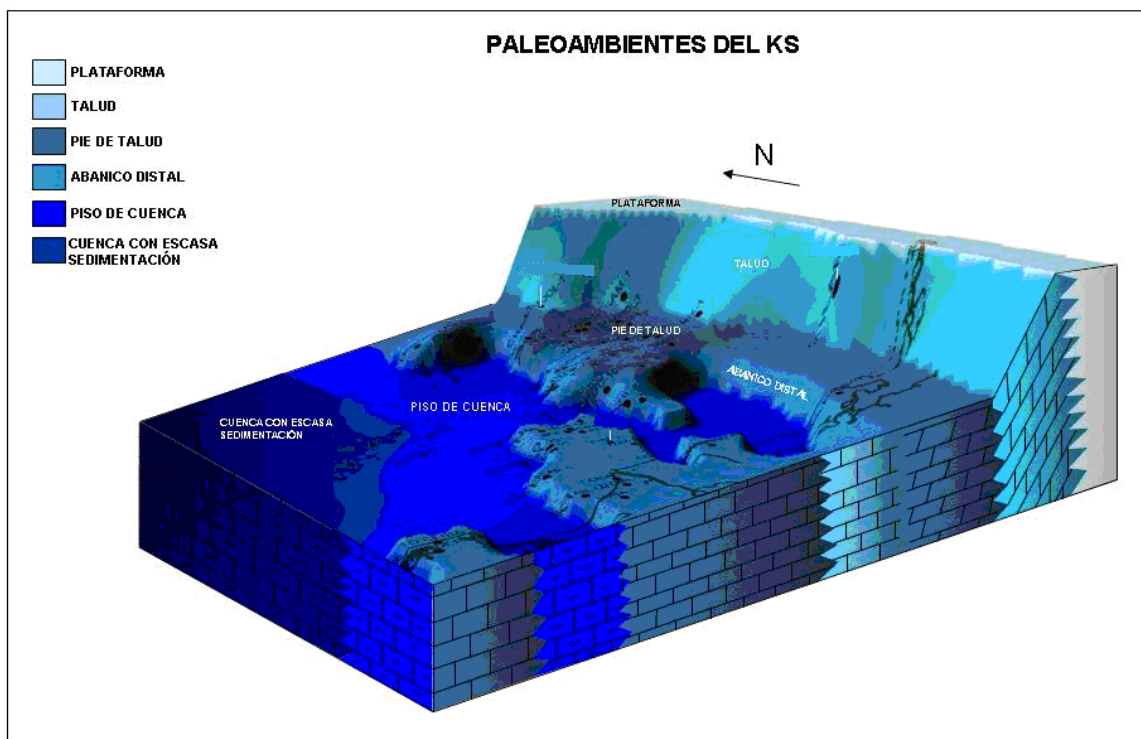 PALEOAMBIENTES DEL KS
PLATAFORMA
TALUD
PIE DE TALUD
ABANICO DISTAL
PISO DE CUENCA
CUENCA CON ESCASA
SEDIMENTACIÓN
N
PLATAFORMA
TALUD
PIE DE TALUD
ABANICO DISTAL
PISO DE CUENCA
CUENCA CON ESCASA
SEDIMENTACIÓN